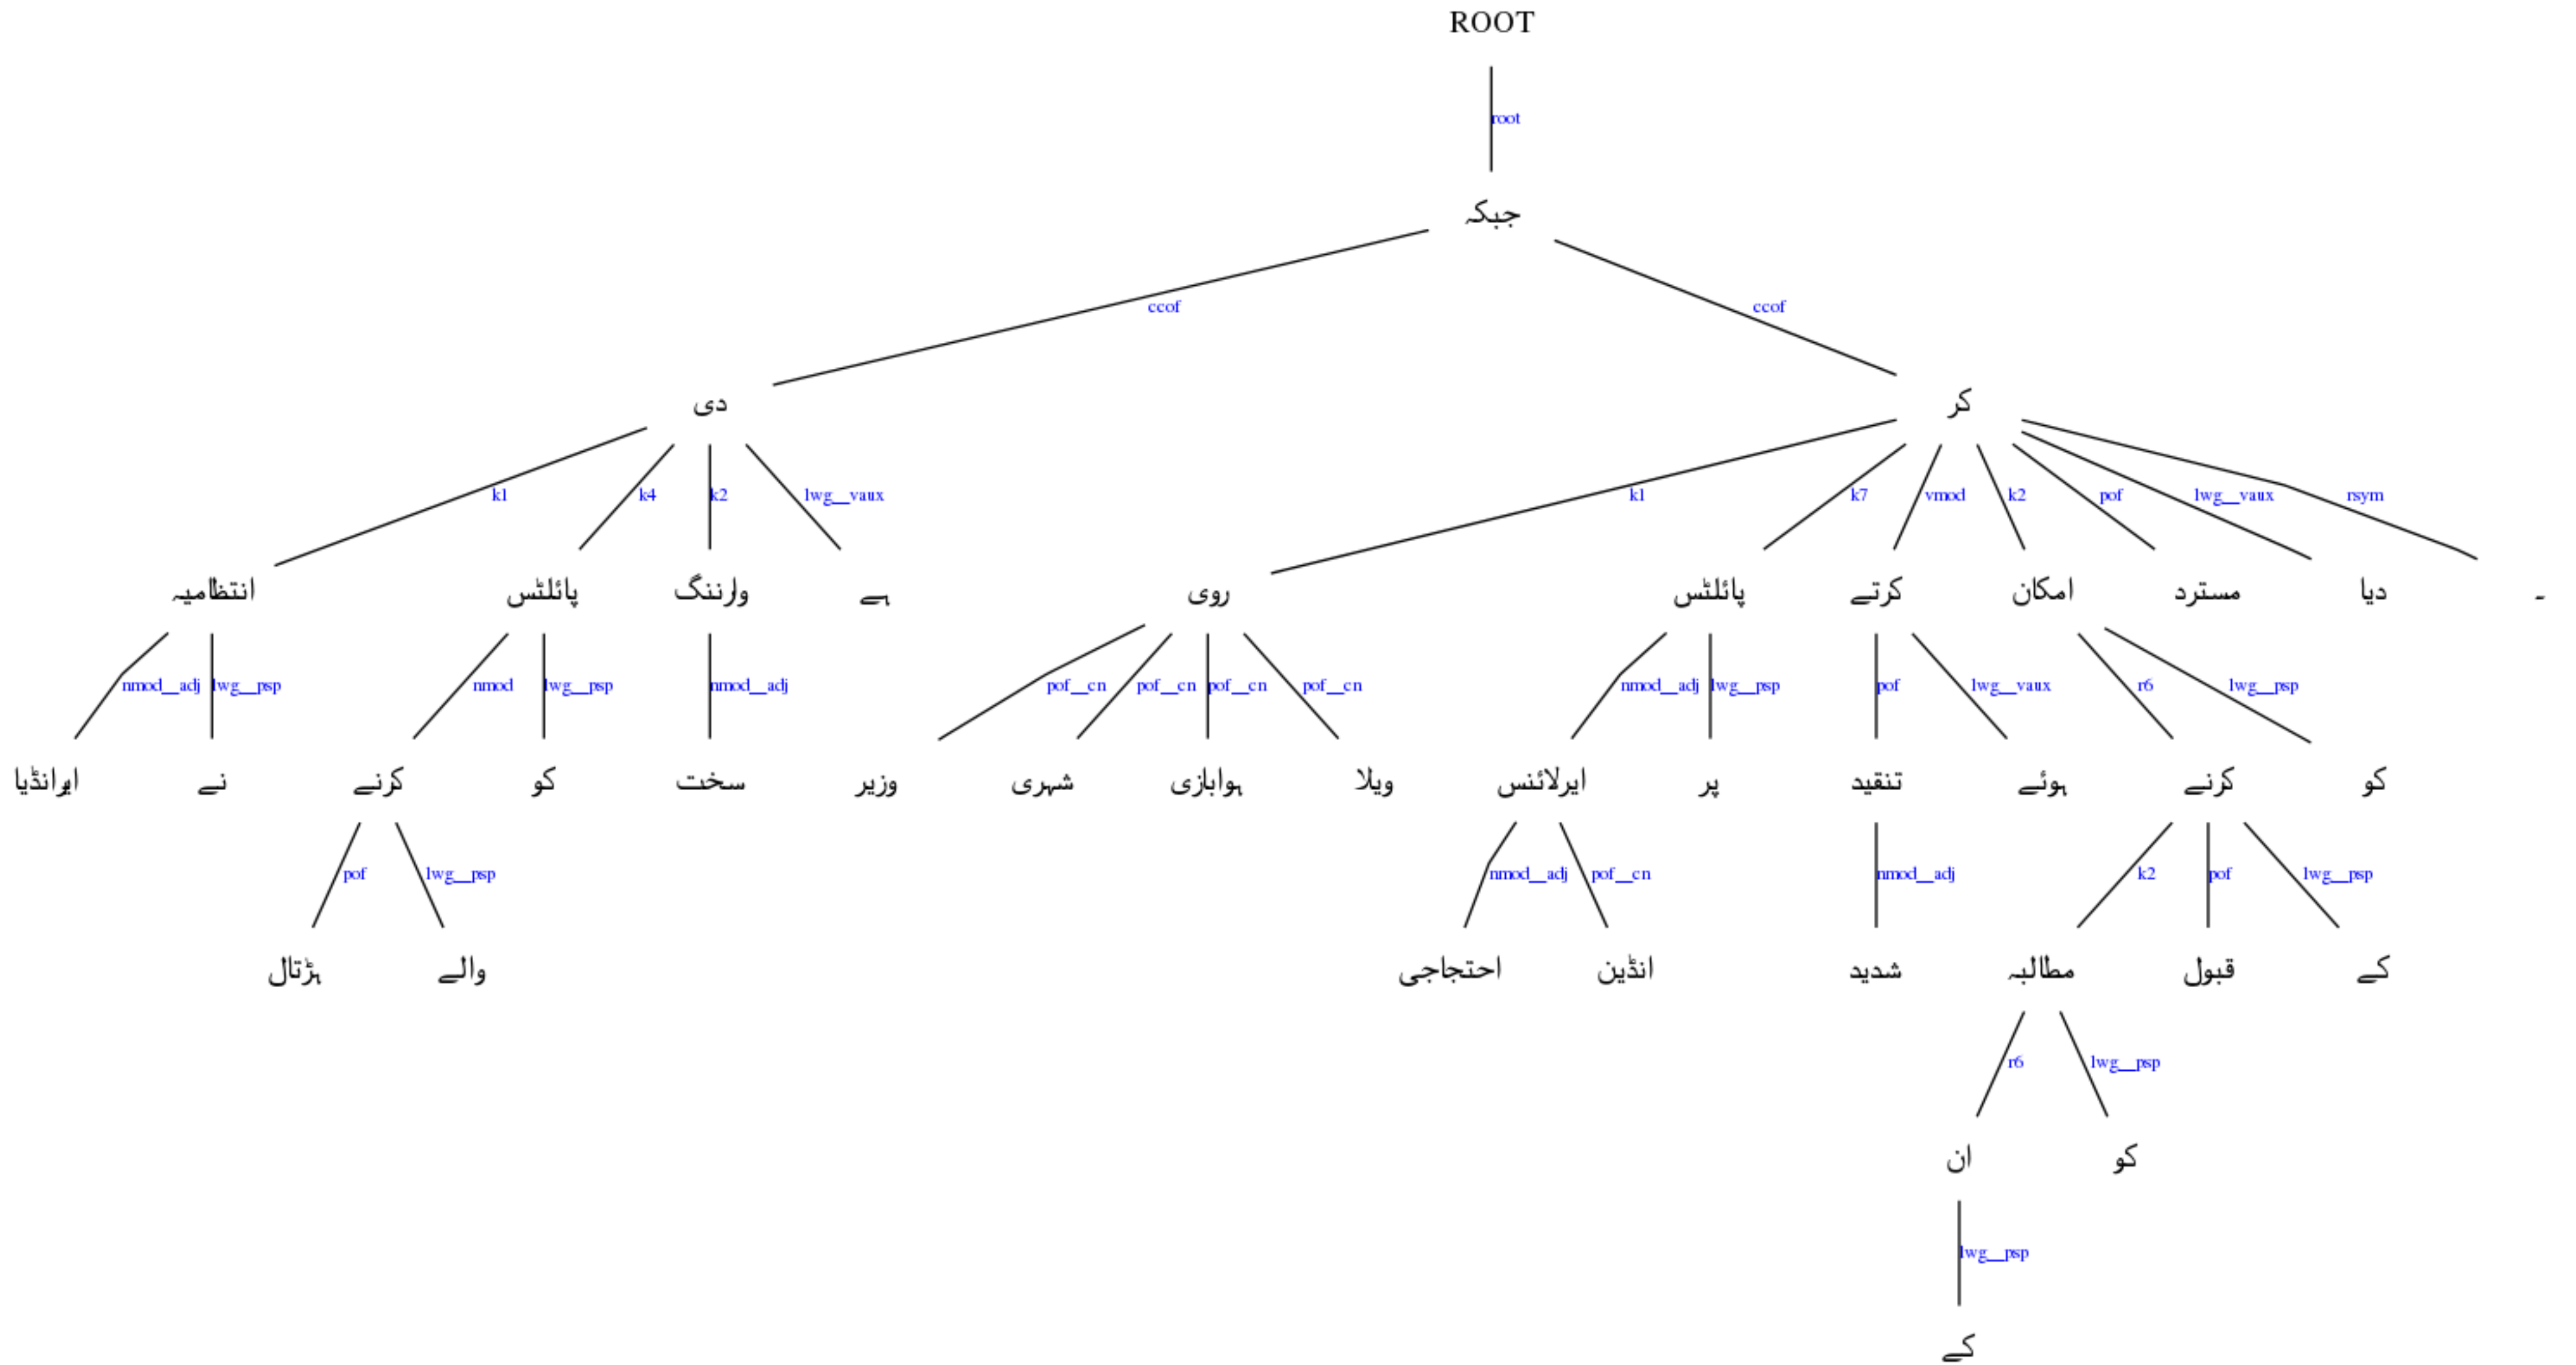 ROOT
root
جبکہ
ccof ccof
دی کر
k1 k4 k2 lwg__vaux k1 k7 vmod k2 pof lwg__vaux rsym
انتظامیہ پائلٹس وارننگ ہے روی پائلٹس کرتے امکان مسترد دیا ۔
nmod__adj lwg__psp nmod lwg__psp nmod__adj pof__cn pof__cn pof__cn pof__cn nmod__adj lwg__psp pof lwg__vaux r6 lwg__psp
ایرانڈیا نے کرنے کو سخت وزیر شہری ہوابازی ویلا ایرلائنس پر تنقید ہوئے کرنے کو
pof lwg__psp nmod__adj pof__cn nmod__adj k2 pof lwg__psp
ہڑتال والے احتجاجی انڈین شدید مطالبہ قبول کے
r6 lwg__psp
ان کو
lwg__psp
کے